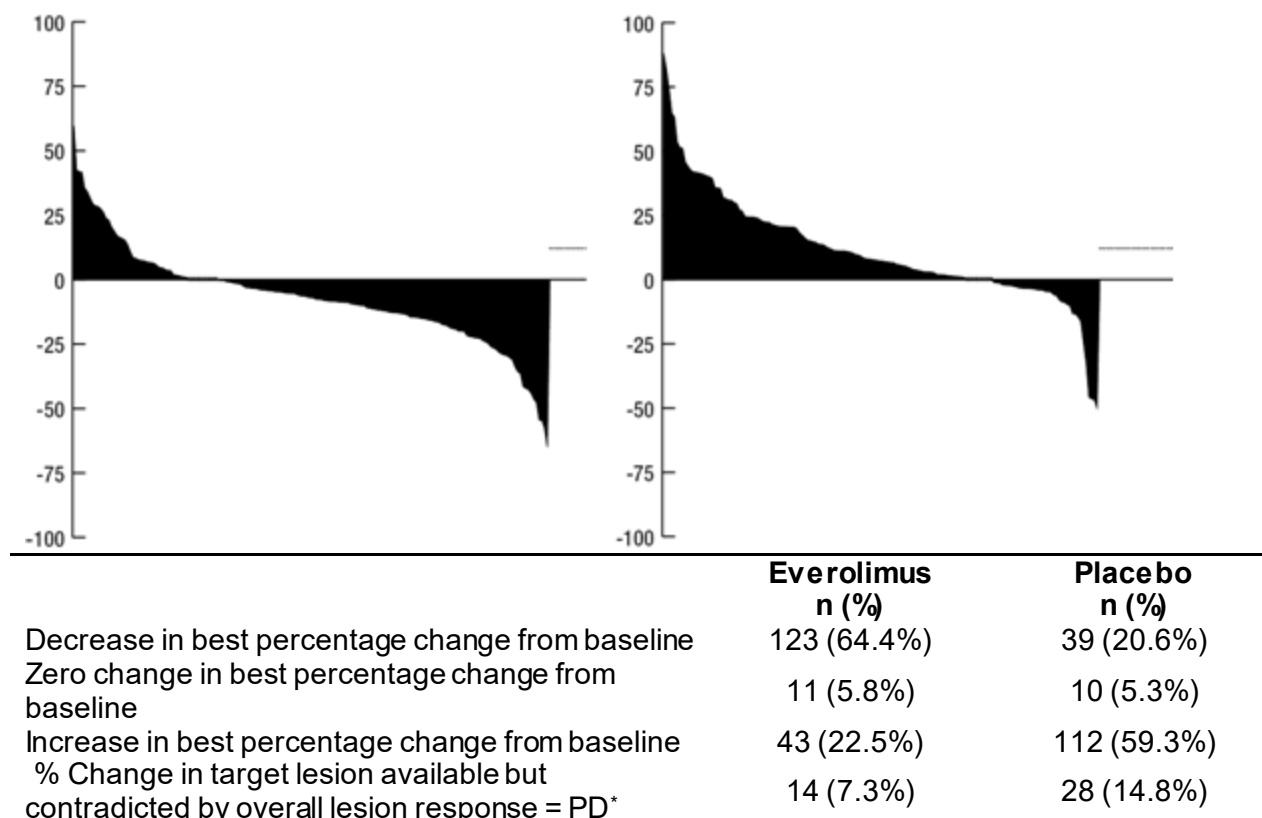 100
75
50
25
0
-25
-50
-75
-100
100
75
50
25
0
-25
-50
-75
-100
Everolimus Placebo
n (%) n (%)
Decrease in best percentage change from baseline 123 (64.4%) 39 (20.6%)
Zero change in best percentage change from
baseline 11 (5.8%) 10 (5.3%)
Increase in best percentage change from baseline 43 (22.5%) 112 (59.3%)
% Change in target lesion available but
contradicted by overall lesion response = PD* 14 (7.3%) 28 (14.8%)